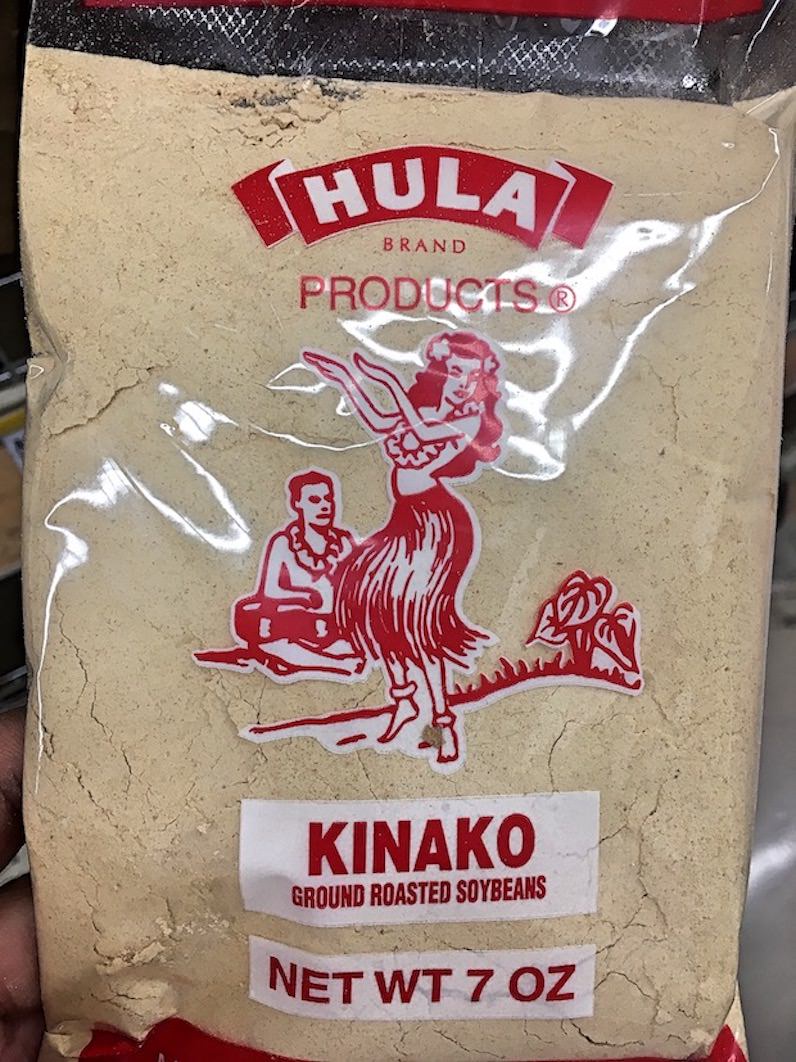 HULA
BRAND
PRODUCTS ®
KINAKO
GROUND ROASTED SOYBEANS
NET WT 7 OZ